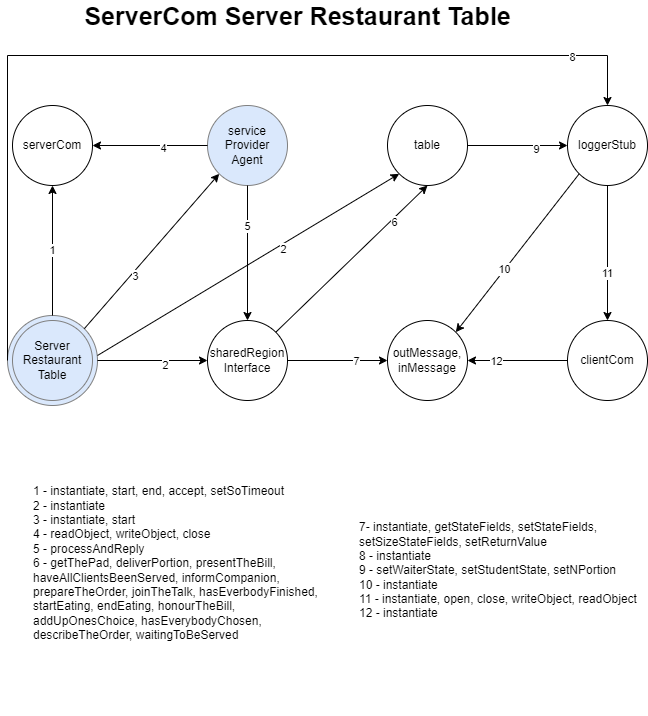 ServerCom Server Restaurant Table
8
serverCom
4
service
Provider
Agent
table
9
loggerStub
1
3
5
2
6
10
11
Server
Restaurant
Table
2
sharedRegion
Interface
7
outMessage,
inMessage
12
clientCom
1 - instantiate, start, end, accept, setSoTimeout
2 - instantiate
3 - instantiate, start
4 - readObject, writeObject, close
5 - processAndReply
6 - getThePad, deliverPortion, presentTheBill,
haveAllClientsBeenServed, informCompanion,
prepareTheOrder, joinTheTalk, hasEverbodyFinished,
startEating, endEating, honourTheBill,
addUpOnesChoice, hasEverybodyChosen,
describeTheOrder, waitingToBeServed
7- instantiate, getStateFields, setStateFields,
setSizeStateFields, setReturnValue
8 - instantiate
9 - setWaiterState, setStudentState, setNPortion
10 - instantiate
11 - instantiate, open, close, writeObject, readObject
12 - instantiate